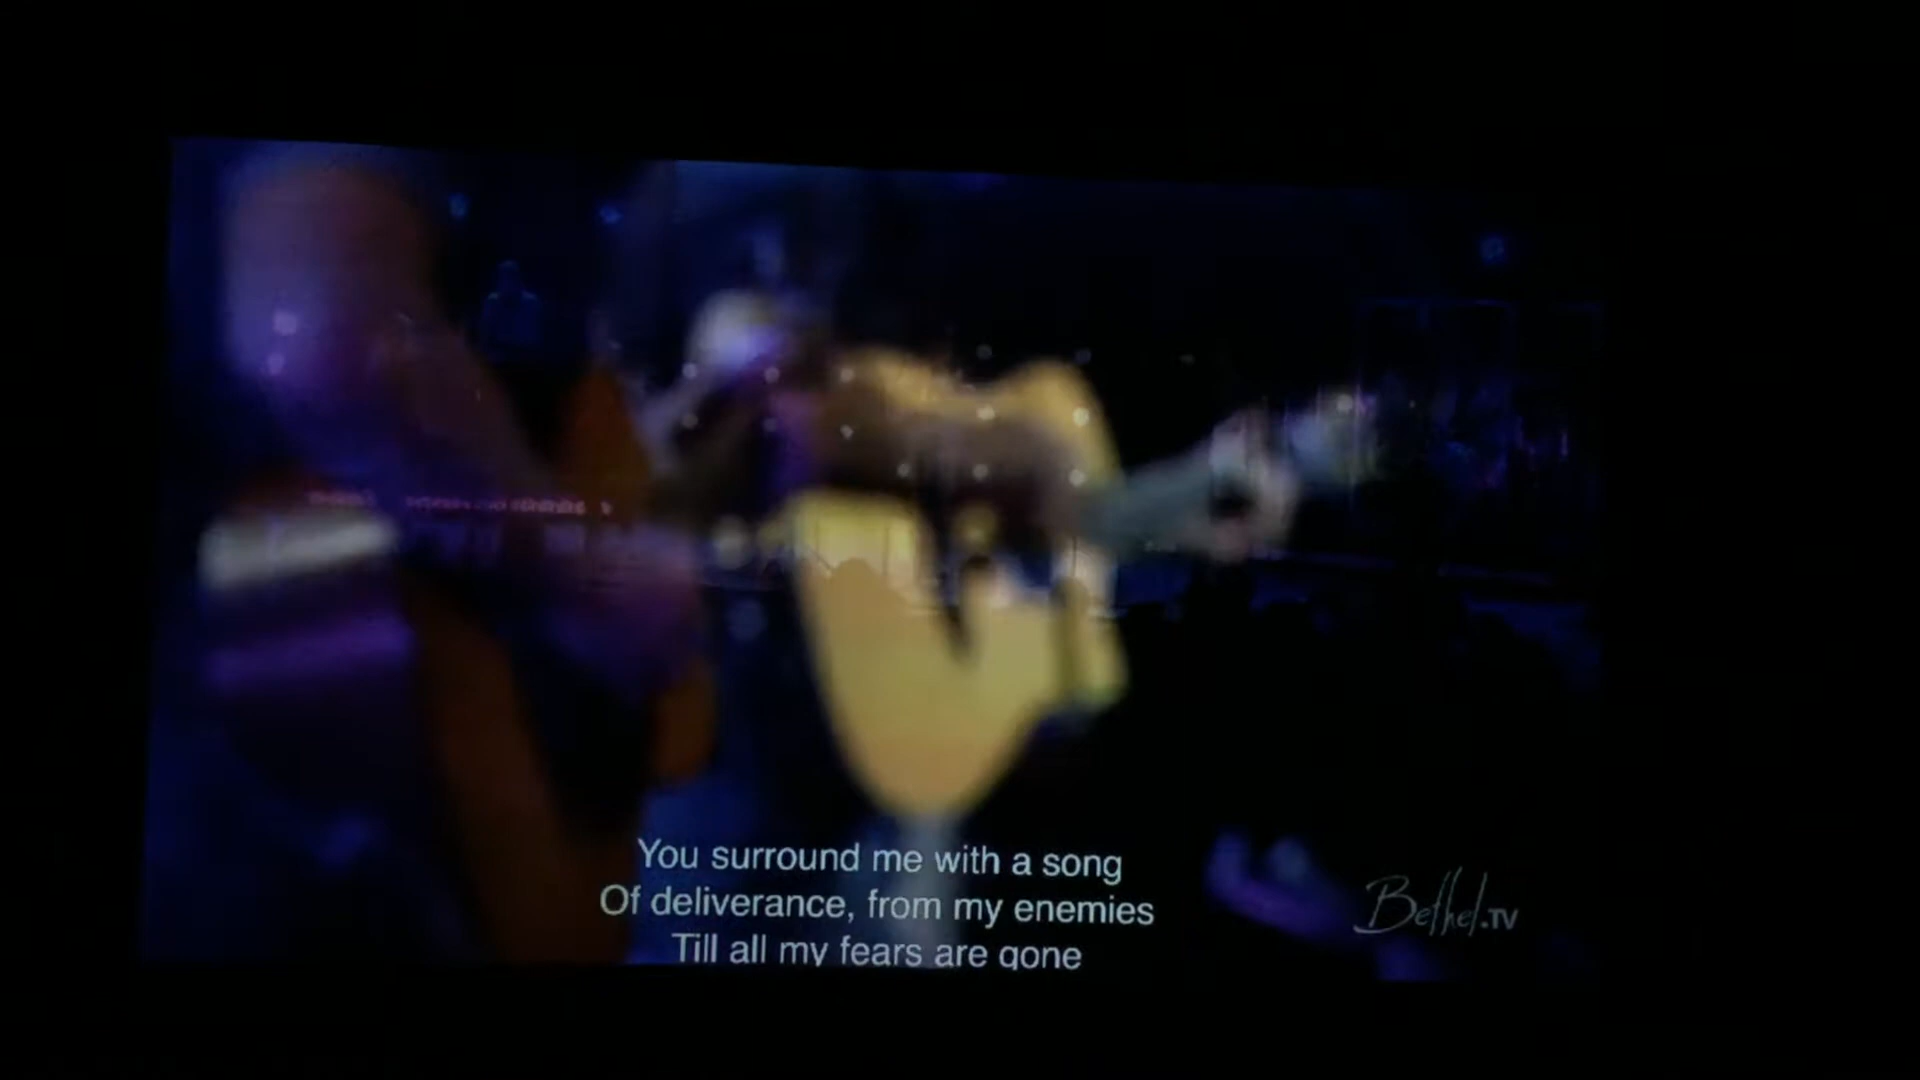 You surround me with a song
Of deliverance, from my enemies
Till all my fears are gone
Bethel.TV